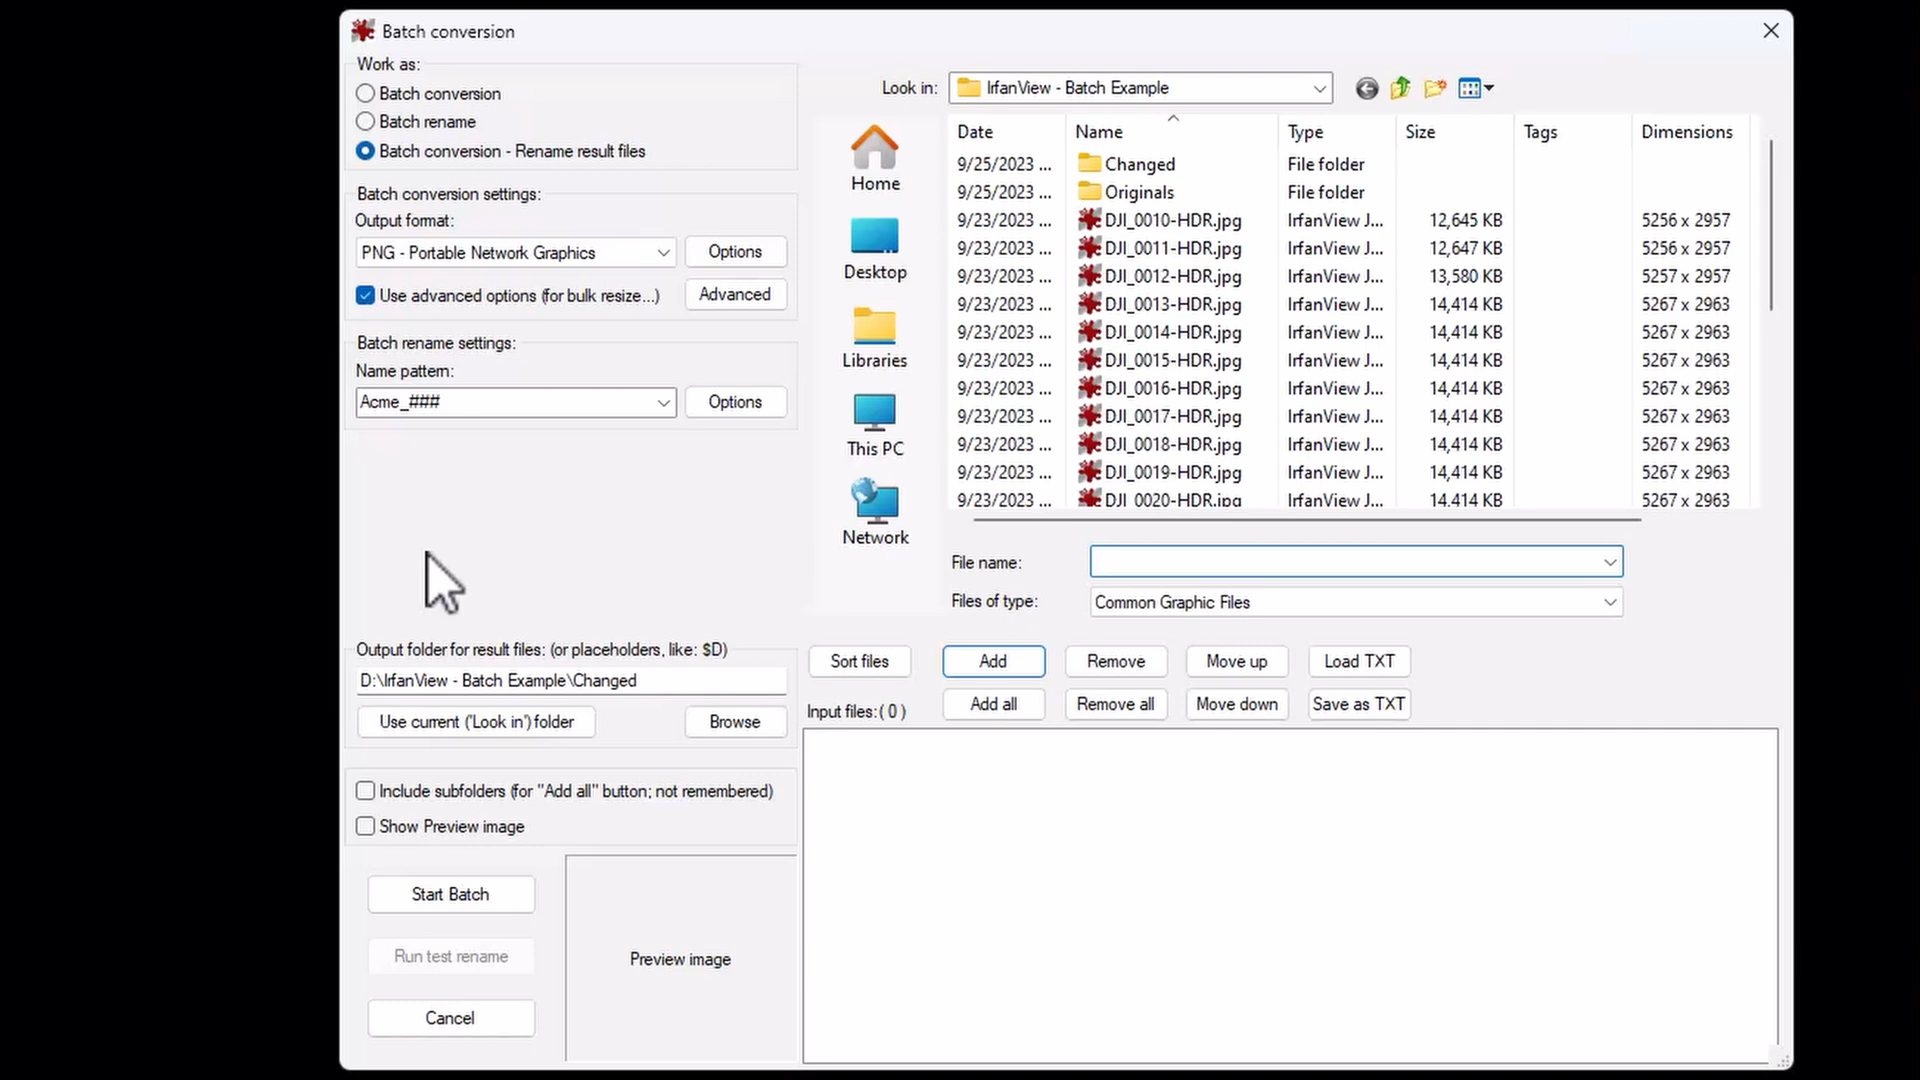 Batch conversion
Work as:
Batch conversion
Batch rename
Batch conversion - Rename result files
Batch conversion settings:
Output format:
PNG - Portable Network Graphics
Options
Use advanced options (for bulk resize...)
Advanced
Batch rename settings:
Name pattern:
Acme_###
Options
Output folder for result files: (or placeholders, like: $D)
D:\IrfanView - Batch Example\Changed
Use current ('Look in') folder
Browse
Include subfolders (for "Add all" button; not remembered)
Show Preview image
Start Batch
Run test rename
Cancel
Preview image
Look in:
IrfanView - Batch Example
Home
Desktop
Libraries
This PC
Network
Date Name Type Size Tags Dimensions
9/25/2023 ... Changed File folder
9/25/2023 ... Originals File folder
9/23/2023 ... DJI_0010-HDR.jpg IrfanView J... 12,645 KB 5256 x 2957
9/23/2023 ... DJI_0011-HDR.jpg IrfanView J... 12,647 KB 5256 x 2957
9/23/2023 ... DJI_0012-HDR.jpg IrfanView J... 13,580 KB 5257 x 2957
9/23/2023 ... DJI_0013-HDR.jpg IrfanView J... 14,414 KB 5267 x 2963
9/23/2023 ... DJI_0014-HDR.jpg IrfanView J... 14,414 KB 5267 x 2963
9/23/2023 ... DJI_0015-HDR.jpg IrfanView J... 14,414 KB 5267 x 2963
9/23/2023 ... DJI_0016-HDR.jpg IrfanView J... 14,414 KB 5267 x 2963
9/23/2023 ... DJI_0017-HDR.jpg IrfanView J... 14,414 KB 5267 x 2963
9/23/2023 ... DJI_0018-HDR.jpg IrfanView J... 14,414 KB 5267 x 2963
9/23/2023 ... DJI_0019-HDR.jpg IrfanView J... 14,414 KB 5267 x 2963
9/23/2023 ... DJI_0020-HDR.jpg IrfanView J... 14,414 KB 5267 x 2963
File name:
Files of type: Common Graphic Files
Sort files Add Remove Move up Load TXT
Input files: ( 0 ) Add all Remove all Move down Save as TXT